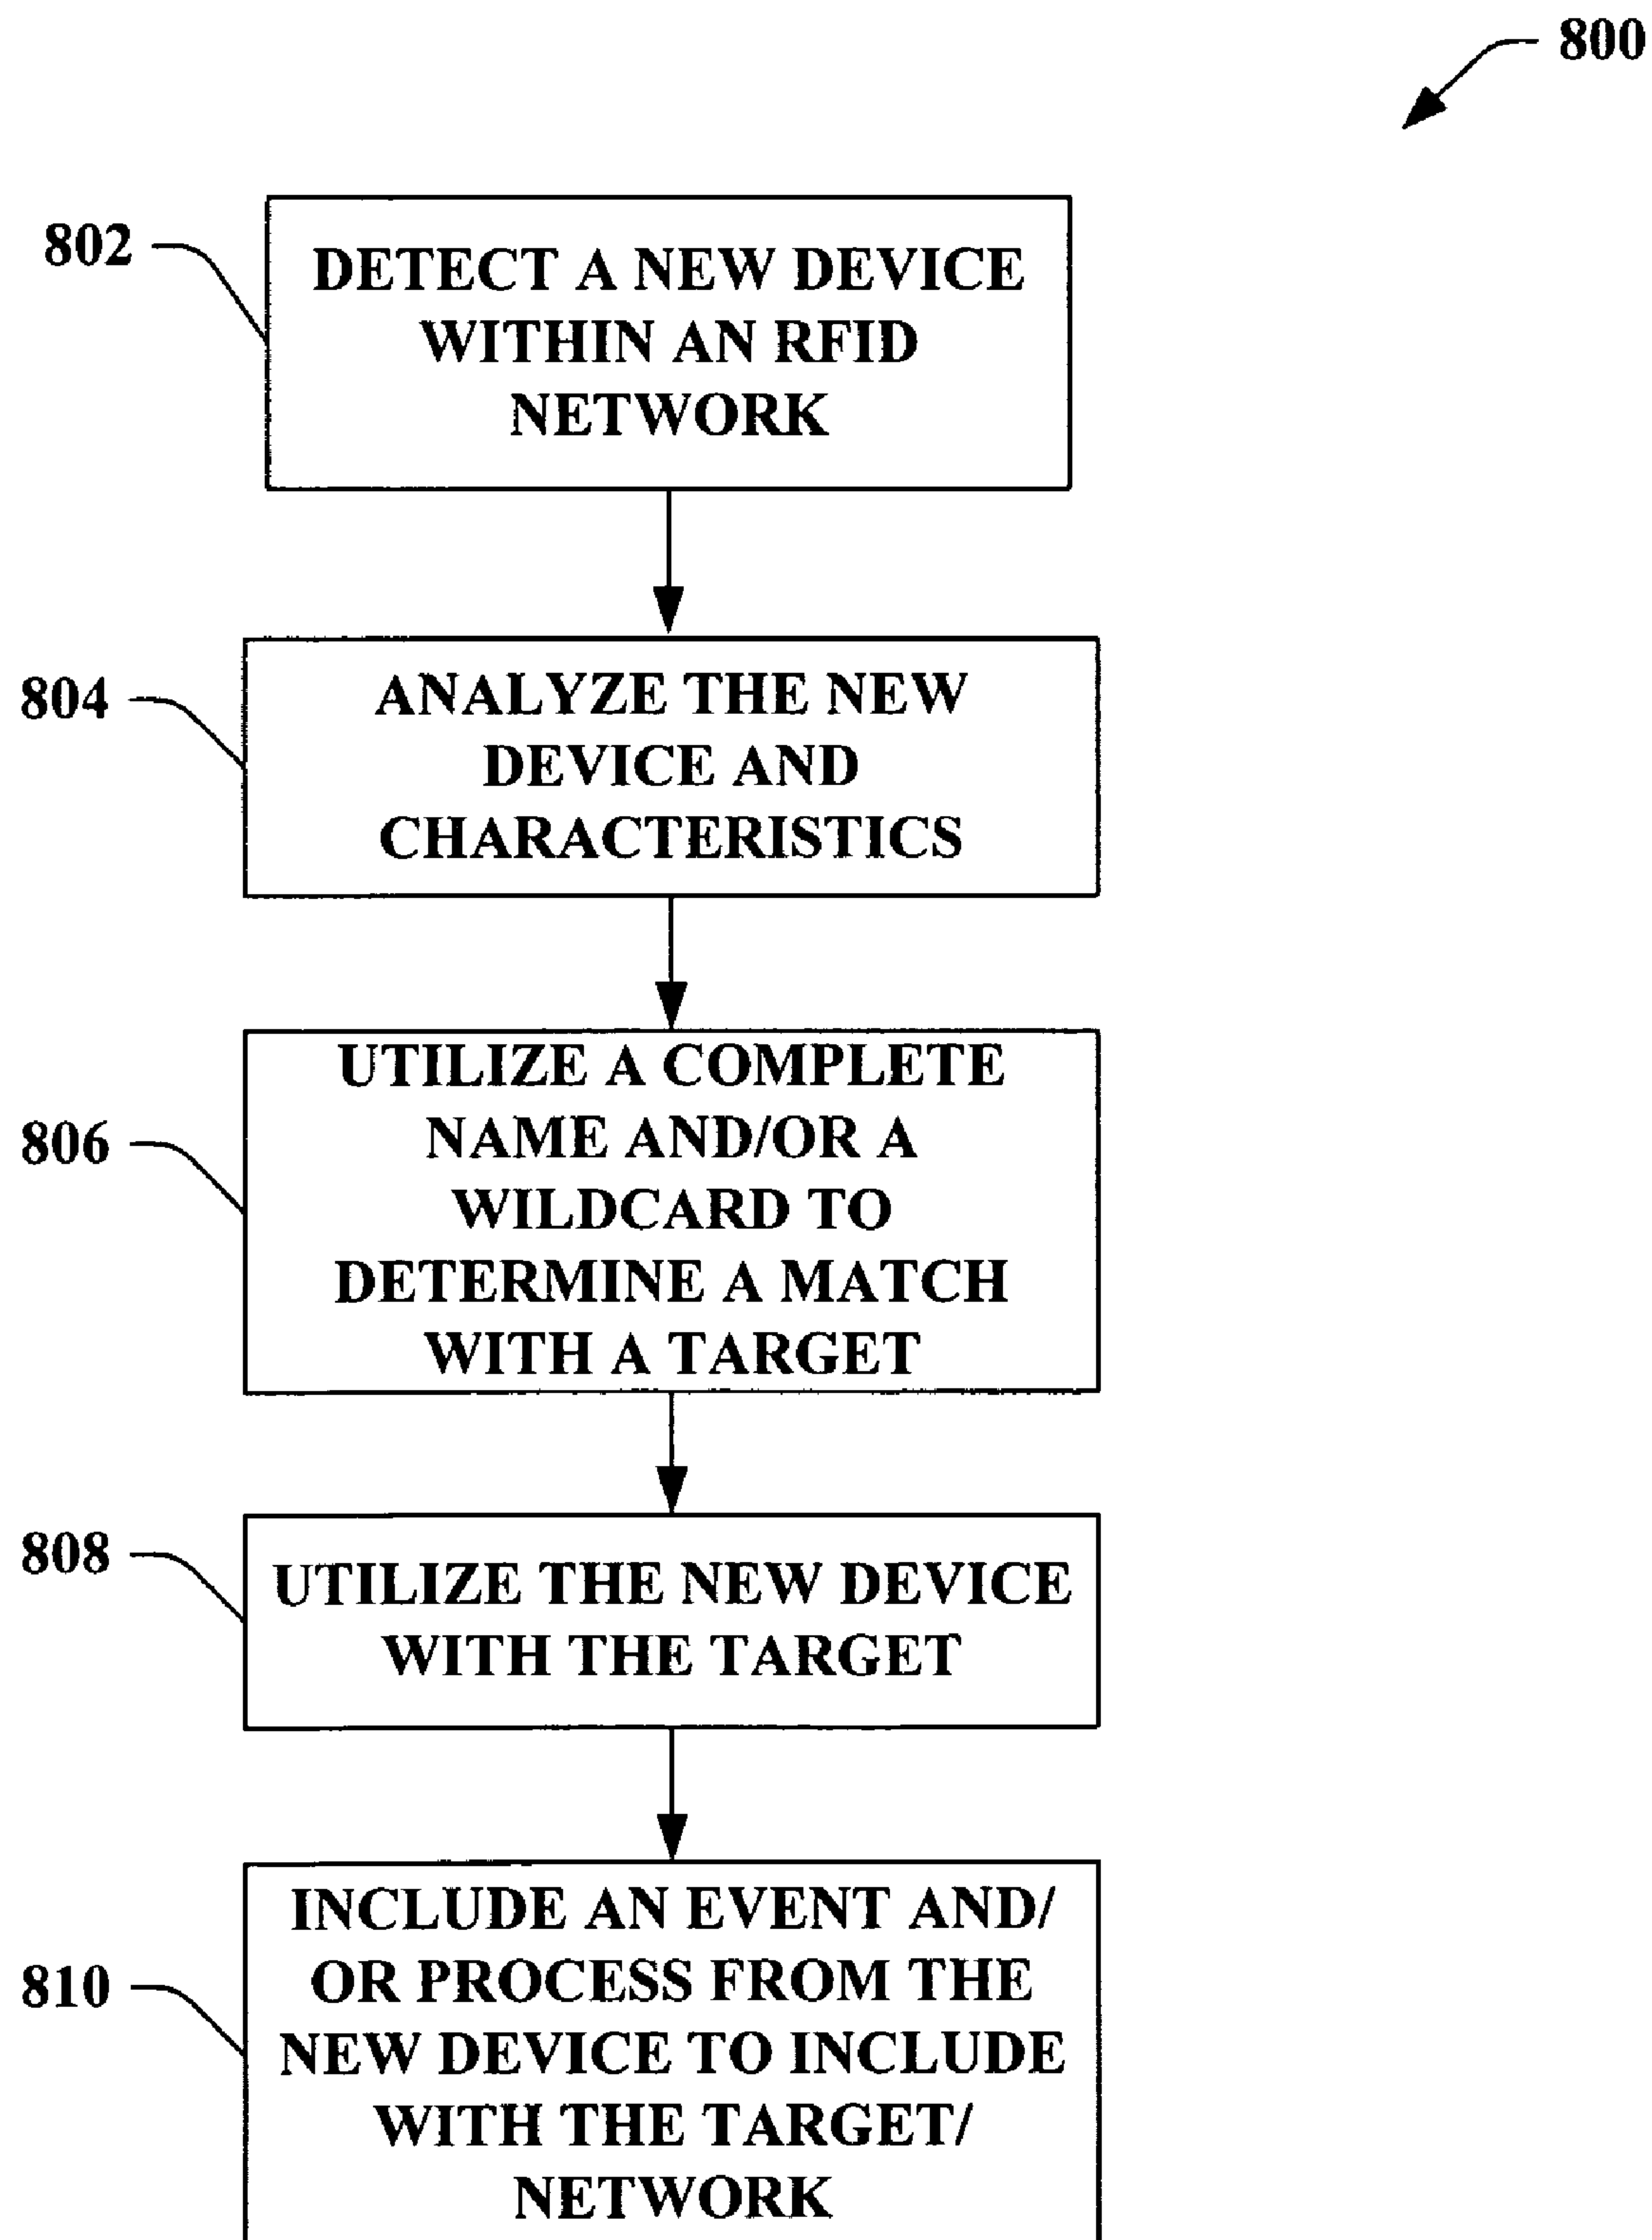 800
802
DETECT A NEW DEVICE
WITHIN AN RFID
NETWORK
804
ANALYZE THE NEW
DEVICE AND
CHARACTERISTICS
806
UTILIZE A COMPLETE
NAME AND/OR A
WILDCARD TO
DETERMINE A MATCH
WITH A TARGET
808
UTILIZE THE NEW DEVICE
WITH THE TARGET
810
INCLUDE AN EVENT AND/
OR PROCESS FROM THE
NEW DEVICE TO INCLUDE
WITH THE TARGET/
NETWORK